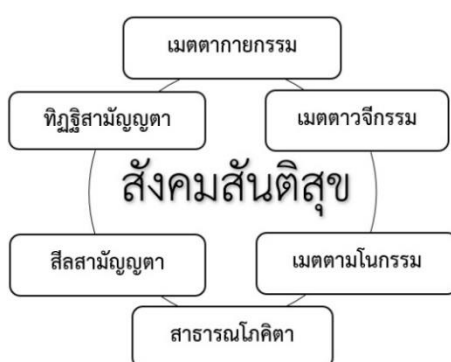 เมตตากายกรรม
ทิฏฐิสามัญญตา
เมตตาวจีกรรม
สังคมสันติสุข
สีลสามัญญตา
เมตตามโนกรรม
สาธารณโภคิตา